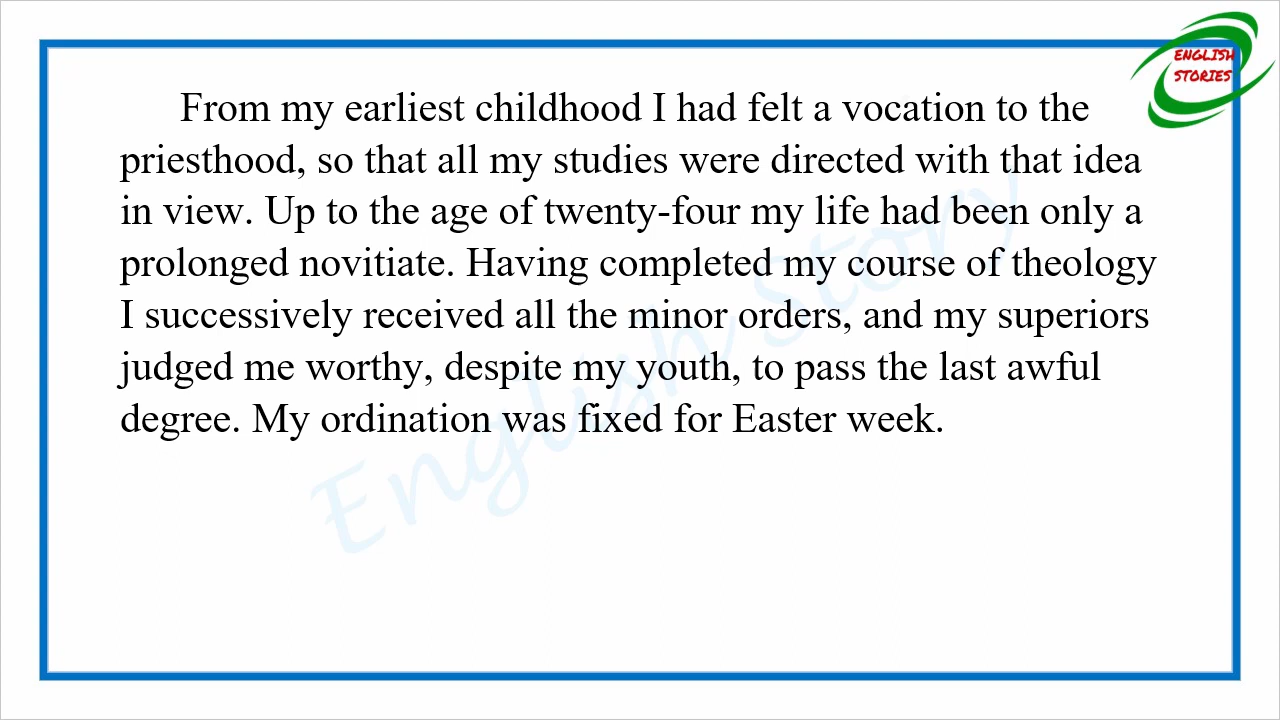 ENGLISH
STORIES
From my earliest childhood I had felt a vocation to the
priesthood, so that all my studies were directed with that idea
in view. Up to the age of twenty-four my life had been only a
prolonged novitiate. Having completed my course of theology
I successively received all the minor orders, and my superiors
judged me worthy, despite my youth, to pass the last awful
degree. My ordination was fixed for Easter week.
English Story